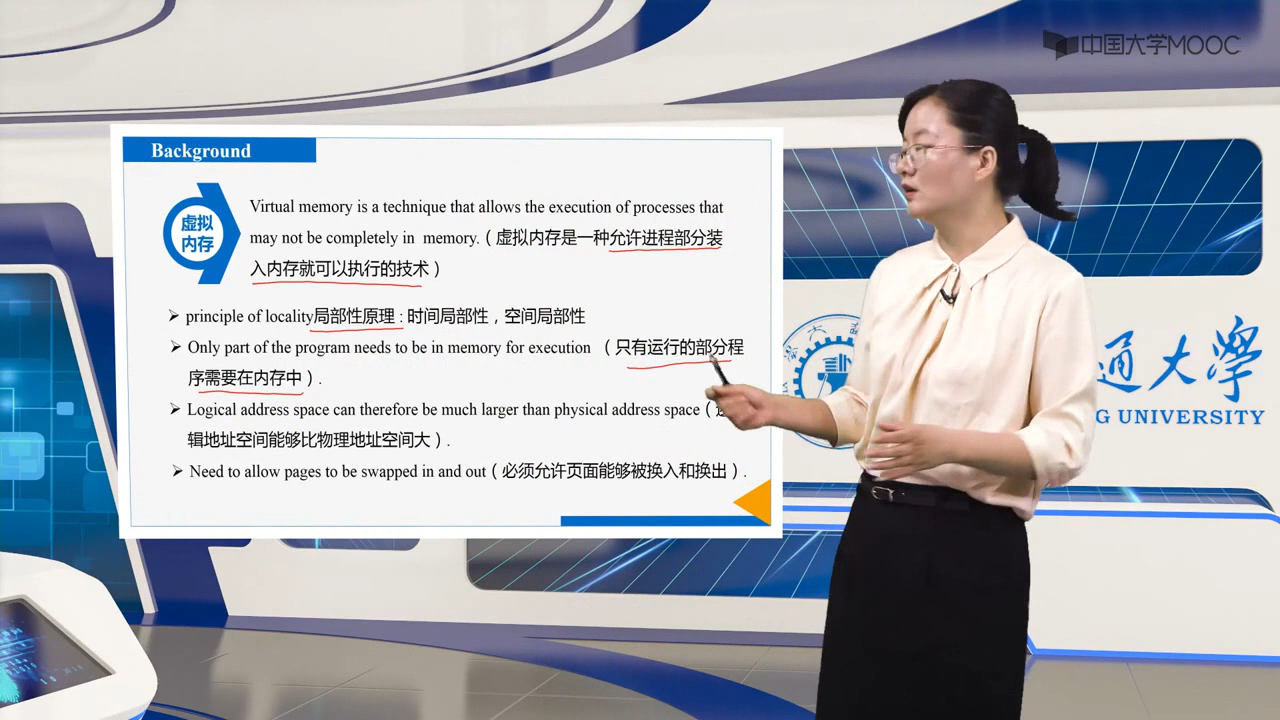 中国大学MOOC
Background
虚拟
内存
Virtual memory is a technique that allows the execution of processes that
may not be completely in memory.（虚拟内存是一种允许进程部分装
入内存就可以执行的技术）
➢ principle of locality局部性原理：时间局部性，空间局部性
➢ Only part of the program needs to be in memory for execution （只有运行的部分程
序需要在内存中）.
➢ Logical address space can therefore be much larger than physical address space（
辑地址空间能够比物理地址空间大）.
➢ Need to allow pages to be swapped in and out（必须允许页面能够被换入和换出）.
通大学
G UNIVERSITY